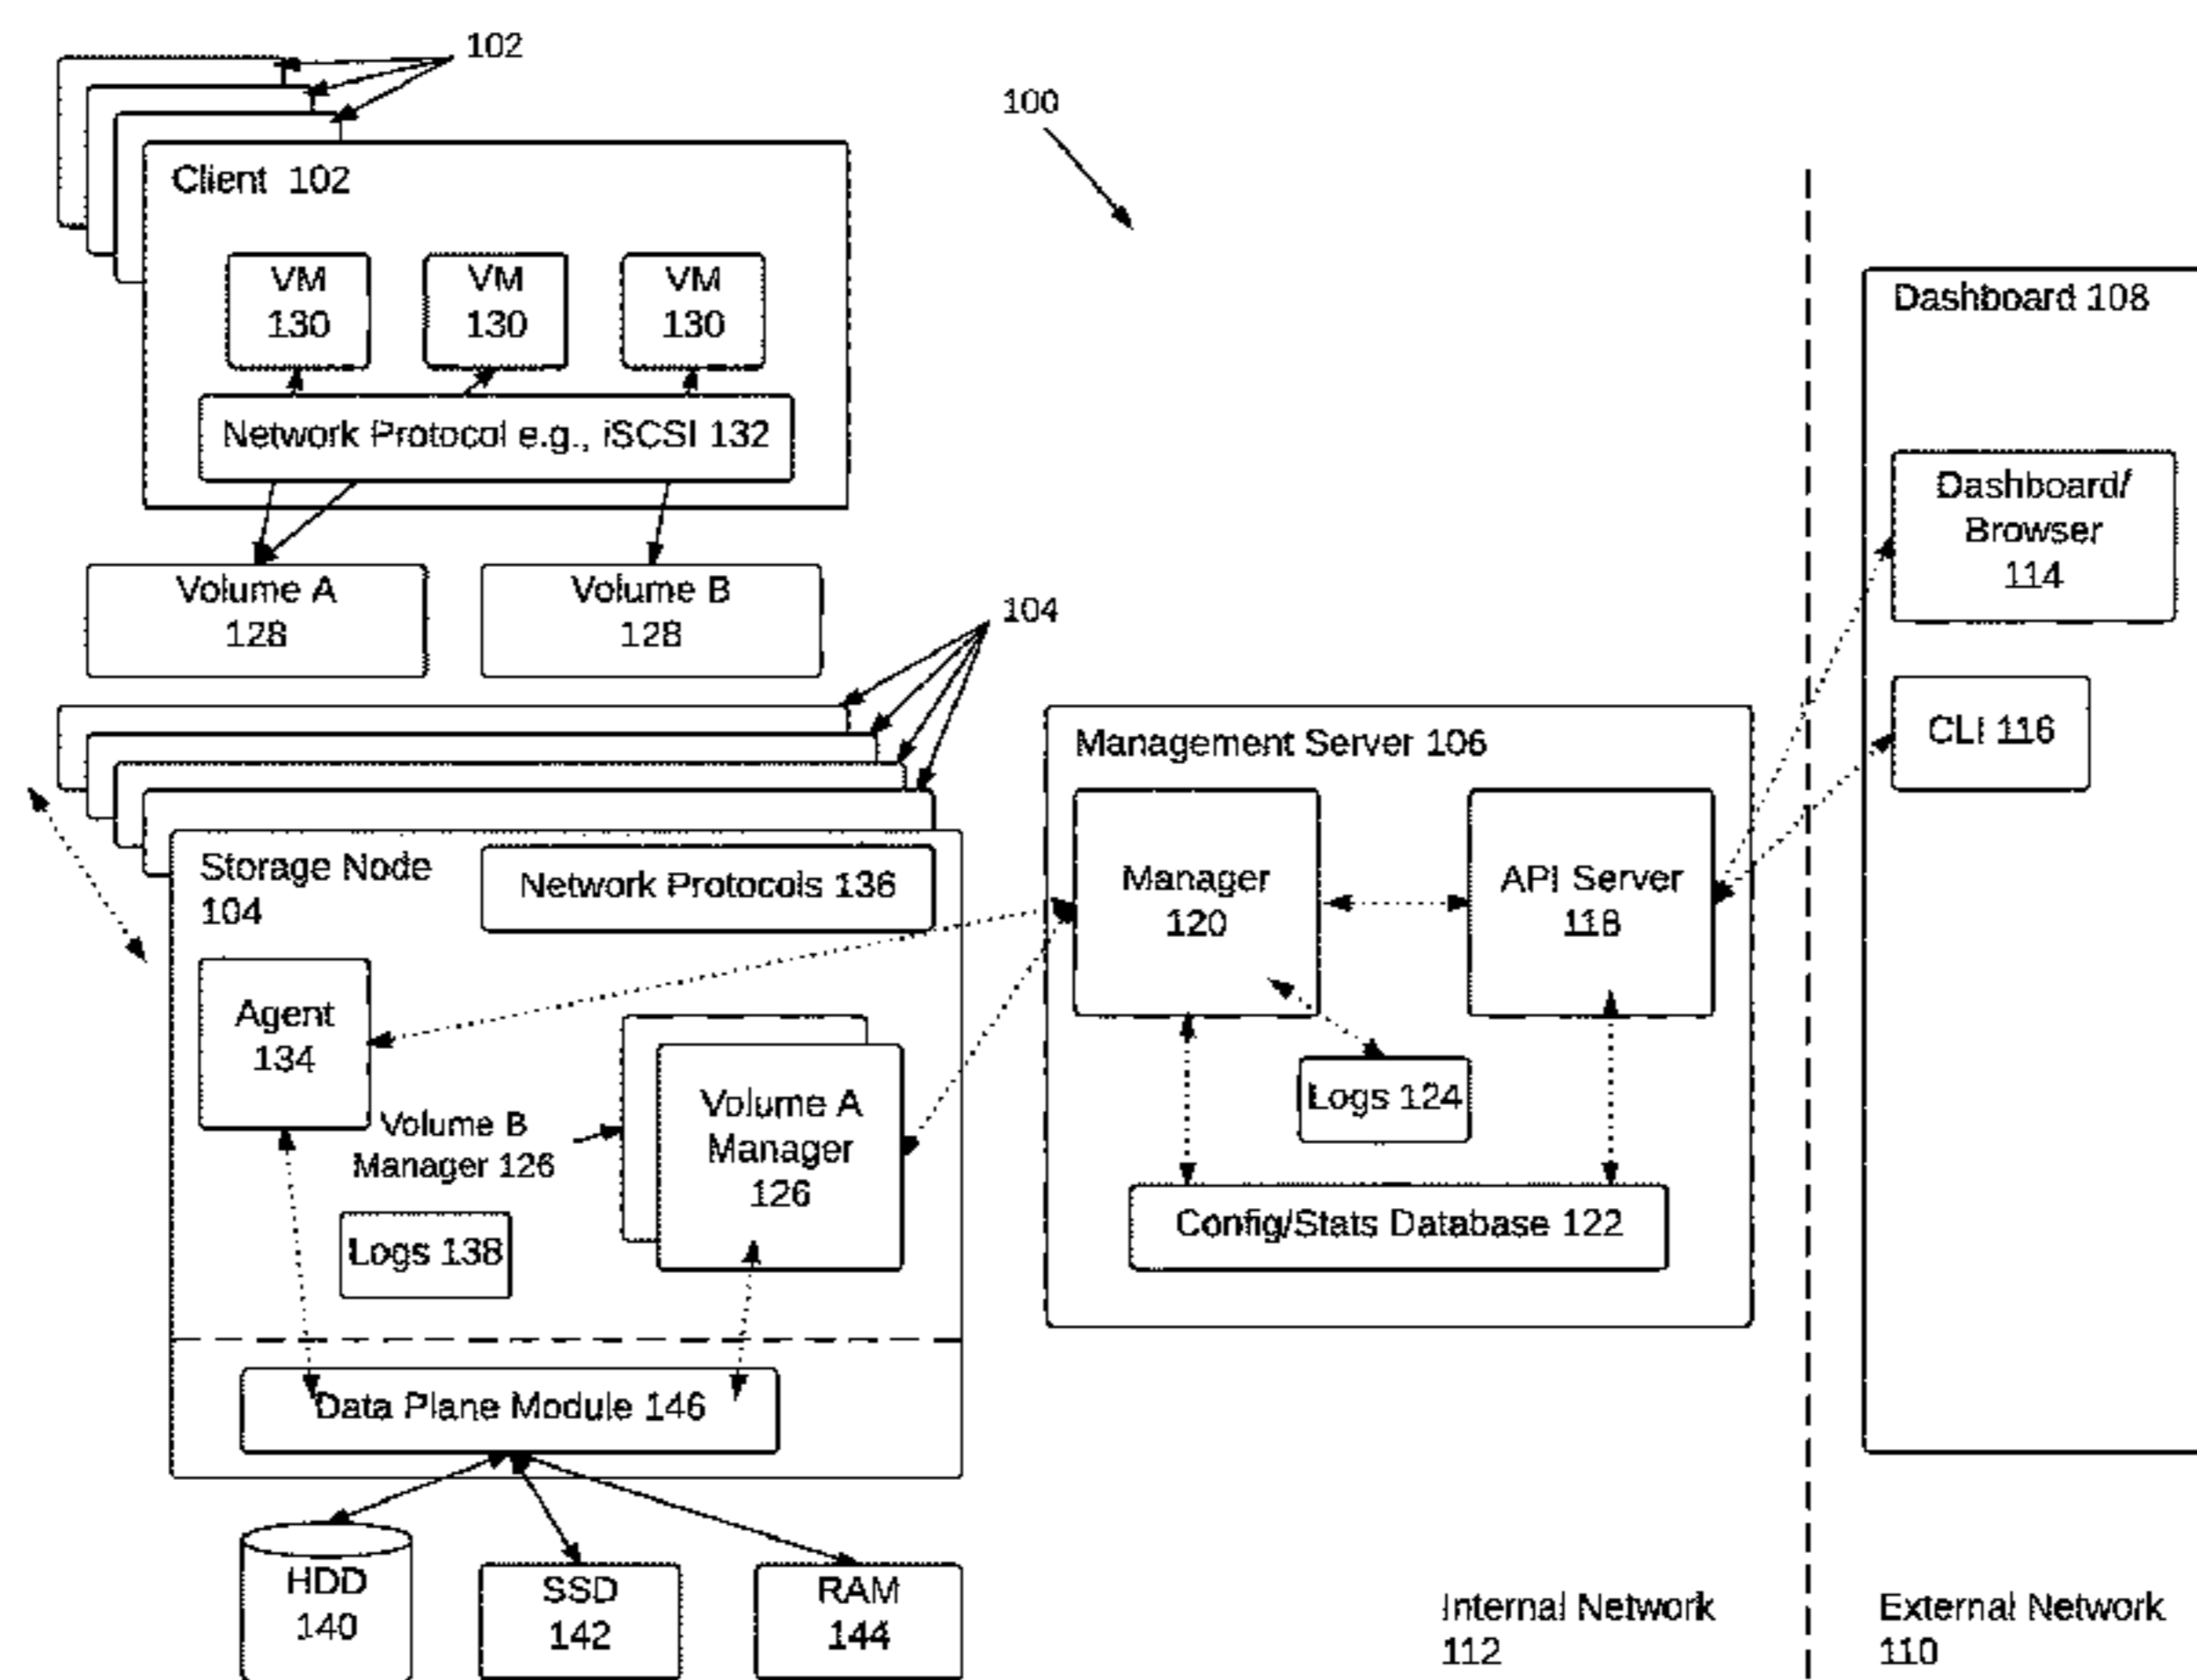 102
100
Client 102
VM
130
VM
130
VM
130
Network Protocol e.g., iSCSI 132
Volume A
128
Volume B
128
104
Storage Node
104
Network Protocols 136
Agent
134
Volume B
Manager 126
Volume A
Manager
126
Logs 138
Data Plane Module 146
HDD
140
SSD
142
RAM
144
Management Server 106
Manager
120
API Server
118
Logs 124
Config/Stats Database 122
Internal Network
112
Dashboard 108
Dashboard/
Browser
114
CLI 116
External Network
110